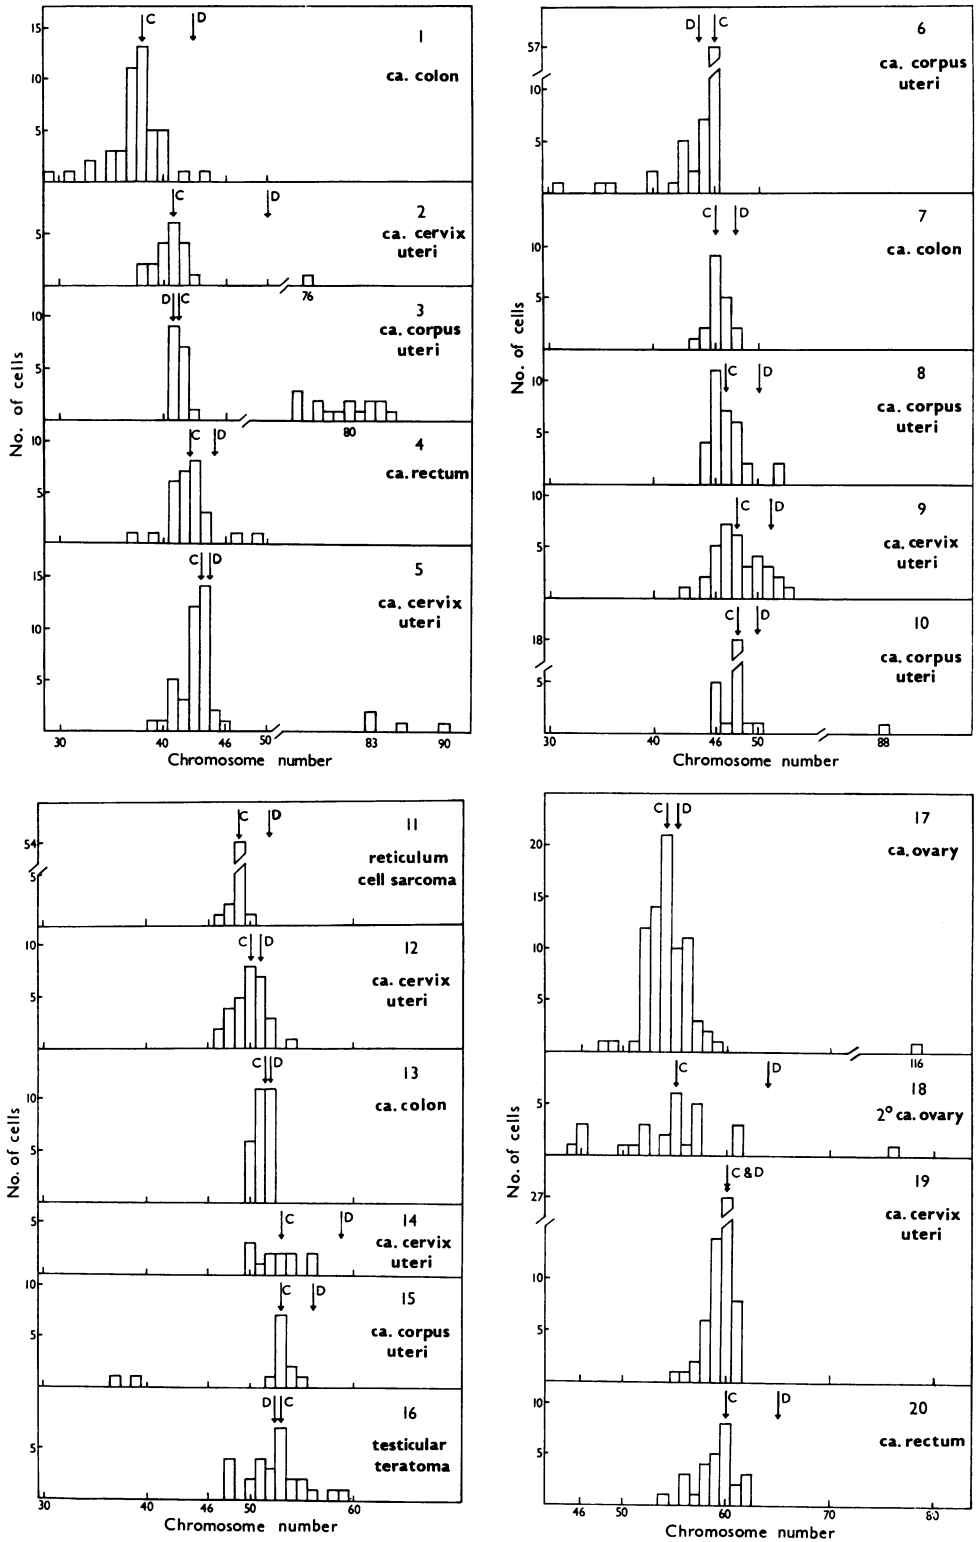 No. of cells
15
10
5
C
D
1
ca. colon
5
C
D
2
ca. cervix
uteri
76
10
5
D
C
3
ca. corpus
uteri
80
10
5
C
D
4
ca. rectum
15
10
5
C
D
5
ca. cervix
uteri
30
40
46
50
83
90
Chromosome number
No. of cells
57
10
5
D
C
6
ca. corpus
uteri
10
5
C
D
7
ca. colon
10
5
C
D
8
ca. corpus
uteri
10
5
C
D
9
ca. cervix
uteri
18
5
C
D
10
ca. corpus
uteri
30
40
46
50
88
Chromosome number
No. of cells
54
5
C
D
11
reticulum
cell sarcoma
10
5
C
D
12
ca. cervix
uteri
10
5
C
D
13
ca. colon
5
C
D
14
ca. cervix
uteri
10
5
C
D
15
ca. corpus
uteri
5
D
C
16
testicular
teratoma
30
40
46
50
60
Chromosome number
No. of cells
20
15
10
5
C
D
17
ca. ovary
116
5
C
D
18
2° ca. ovary
27
10
5
C & D
19
ca. cervix
uteri
10
5
C
D
20
ca. rectum
46
50
60
70
80
Chromosome number